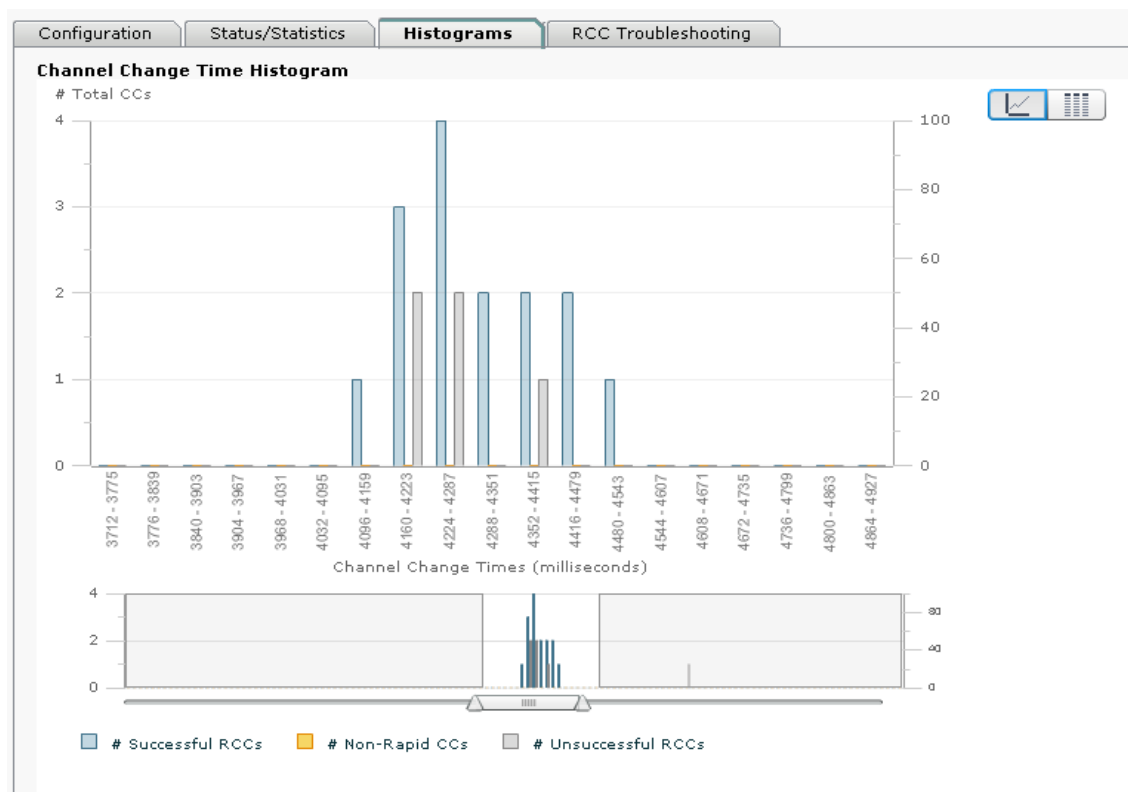 Configuration Status/Statistics Histograms RCC Troubleshooting
Channel Change Time Histogram
# Total CCs
4 100
80
3
60
2
40
1
20
0 0
3712 - 3775 3776 - 3839 3840 - 3903 3904 - 3967 3968 - 4031 4032 - 4095 4096 - 4159 4160 - 4223 4224 - 4287 4288 - 4351 4352 - 4415 4416 - 4479 4480 - 4543 4544 - 4607 4608 - 4671 4672 - 4735 4736 - 4799 4800 - 4863 4864 - 4927
Channel Change Times (milliseconds)
4
80
2 40
0 0
# Successful RCCs # Non-Rapid CCs # Unsuccessful RCCs